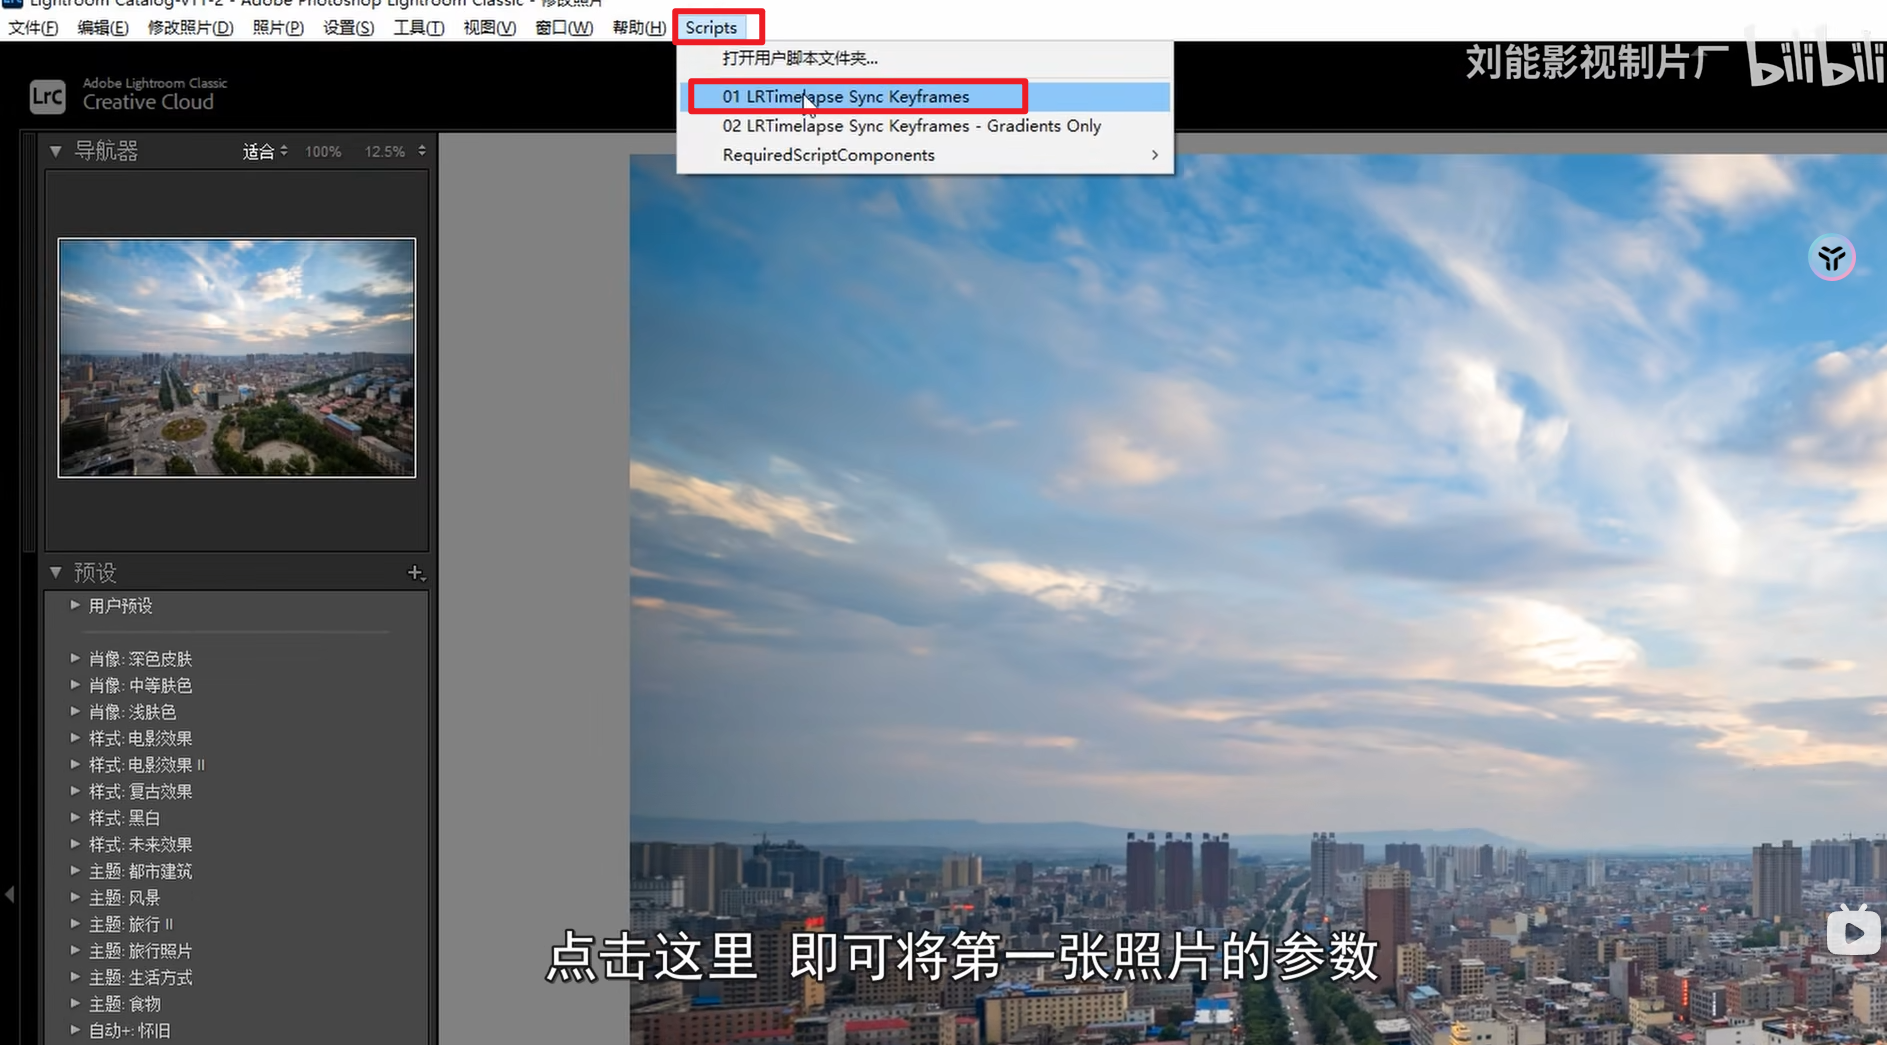 Lightroom Catalog-v11-2 - Adobe Photoshop Lightroom Classic - 修改照片
文件(F) 编辑(E) 修改照片(D) 照片(P) 设置(S) 工具(T) 视图(V) 窗口(W) 帮助(H) Scripts
打开用户脚本文件夹...
01 LRTimelapse Sync Keyframes
02 LRTimelapse Sync Keyframes - Gradients Only
RequiredScriptComponents
刘能影视制片厂 bilibili
LrC
Adobe Lightroom Classic
Creative Cloud
导航器 适合 100% 12.5%
预设
用户预设
肖像: 深色皮肤
肖像: 中等肤色
肖像: 浅肤色
样式: 电影效果
样式: 电影效果 II
样式: 复古效果
样式: 黑白
样式: 未来效果
主题: 都市建筑
主题: 风景
主题: 旅行 II
主题: 旅行照片
主题: 生活方式
主题: 食物
自动+: 怀旧
点击这里 即可将第一张照片的参数